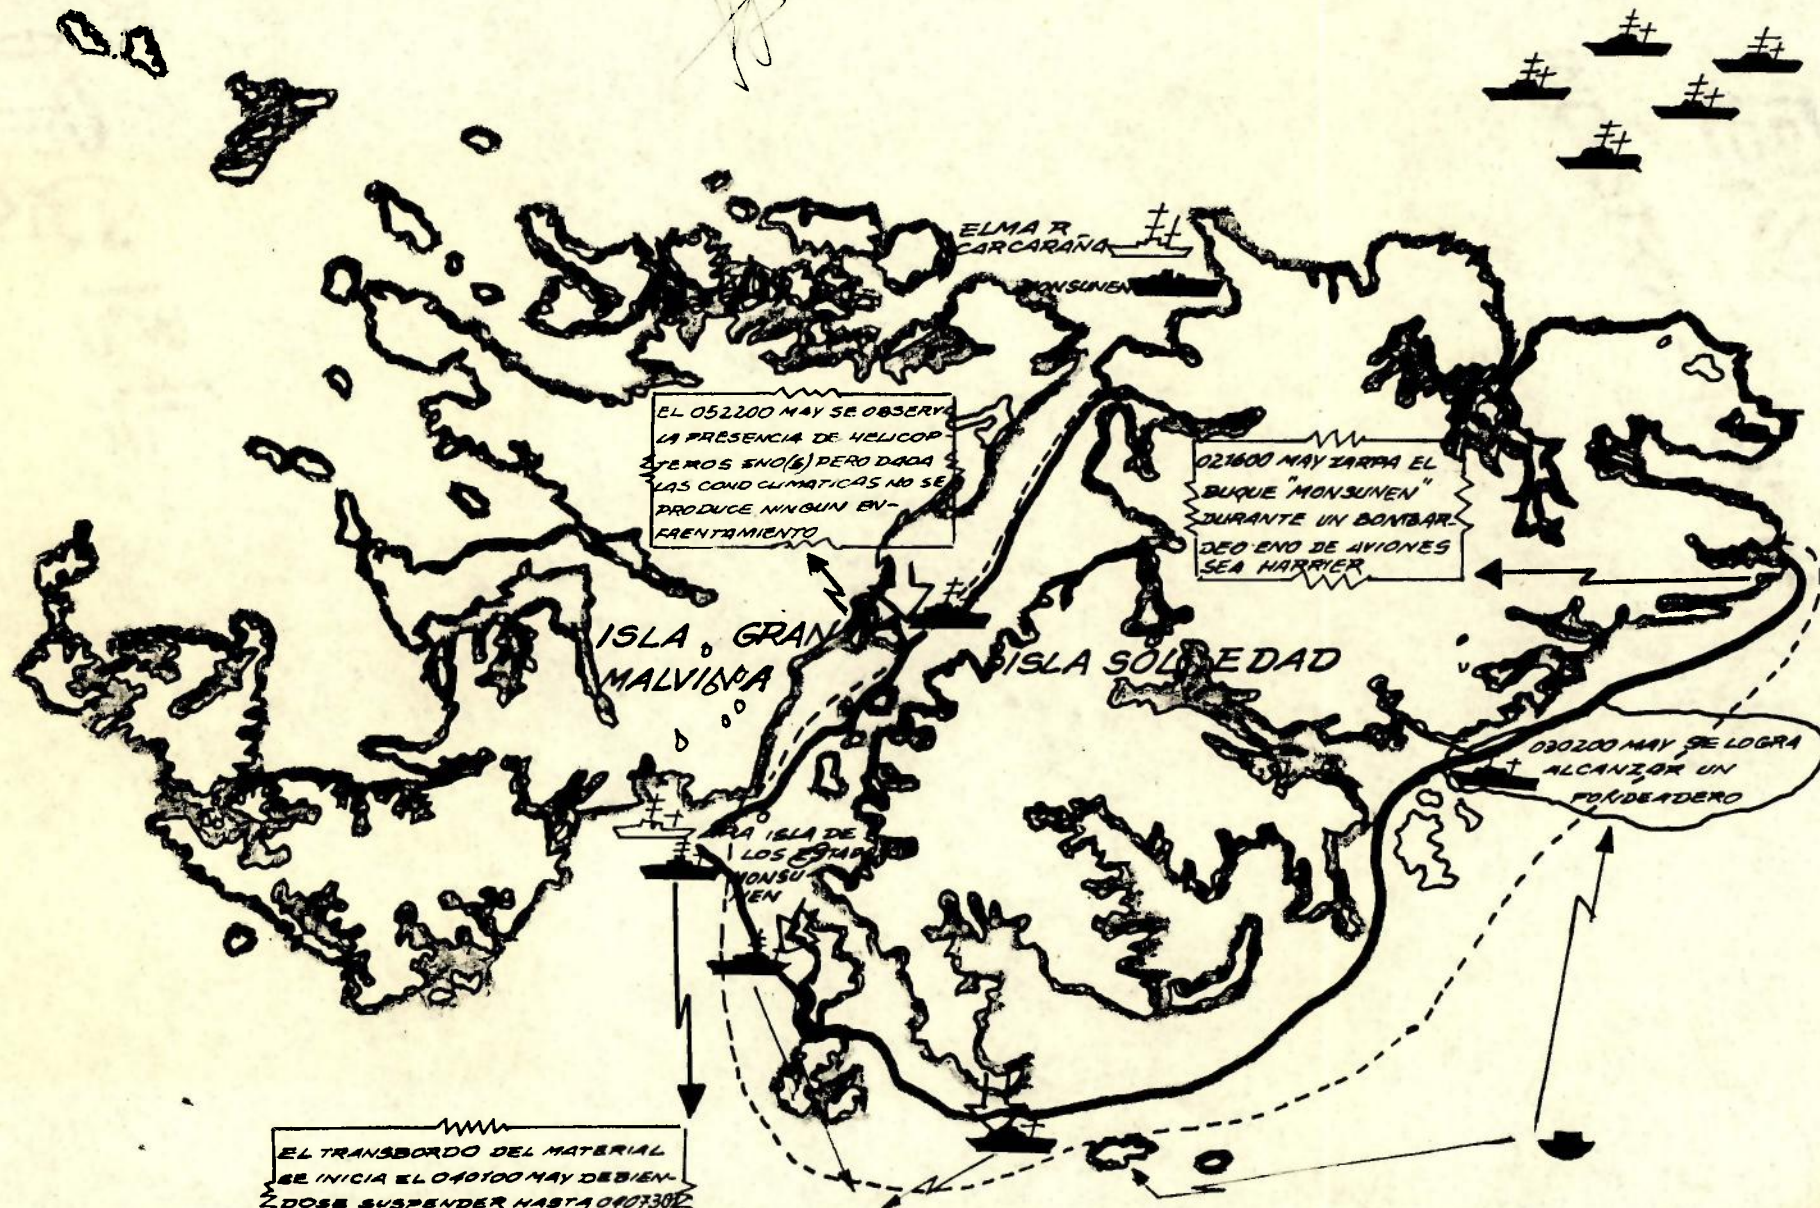 ELMA R.
CARCARAÑA
MONSUNEN
EL 052200 MAY SE OBSERVO
LA PRESENCIA DE HELICOP-
TEROS ENO(S) PERO DADA
LAS COND CLIMATICAS NO SE
PRODUCE NINGUN EN-
FRENTAMIENTO
021600 MAY ZARPA EL
BUQUE "MONSUNEN"
DURANTE UN BOMBAR-
DEO ENO DE AVIONES
SEA HARRIER
ISLA GRAN
MALVINA
ISLA SOLEDAD
030200 MAY SE LOGRA
ALCANZAR UN
FONDEADERO
ARA ISLA DE
LOS ESTAD
MONSU
NEN
EL TRANSBORDO DEL MATERIAL
SE INICIA EL 040100 MAY DEBIEN-
DOSE SUSPENDER HASTA